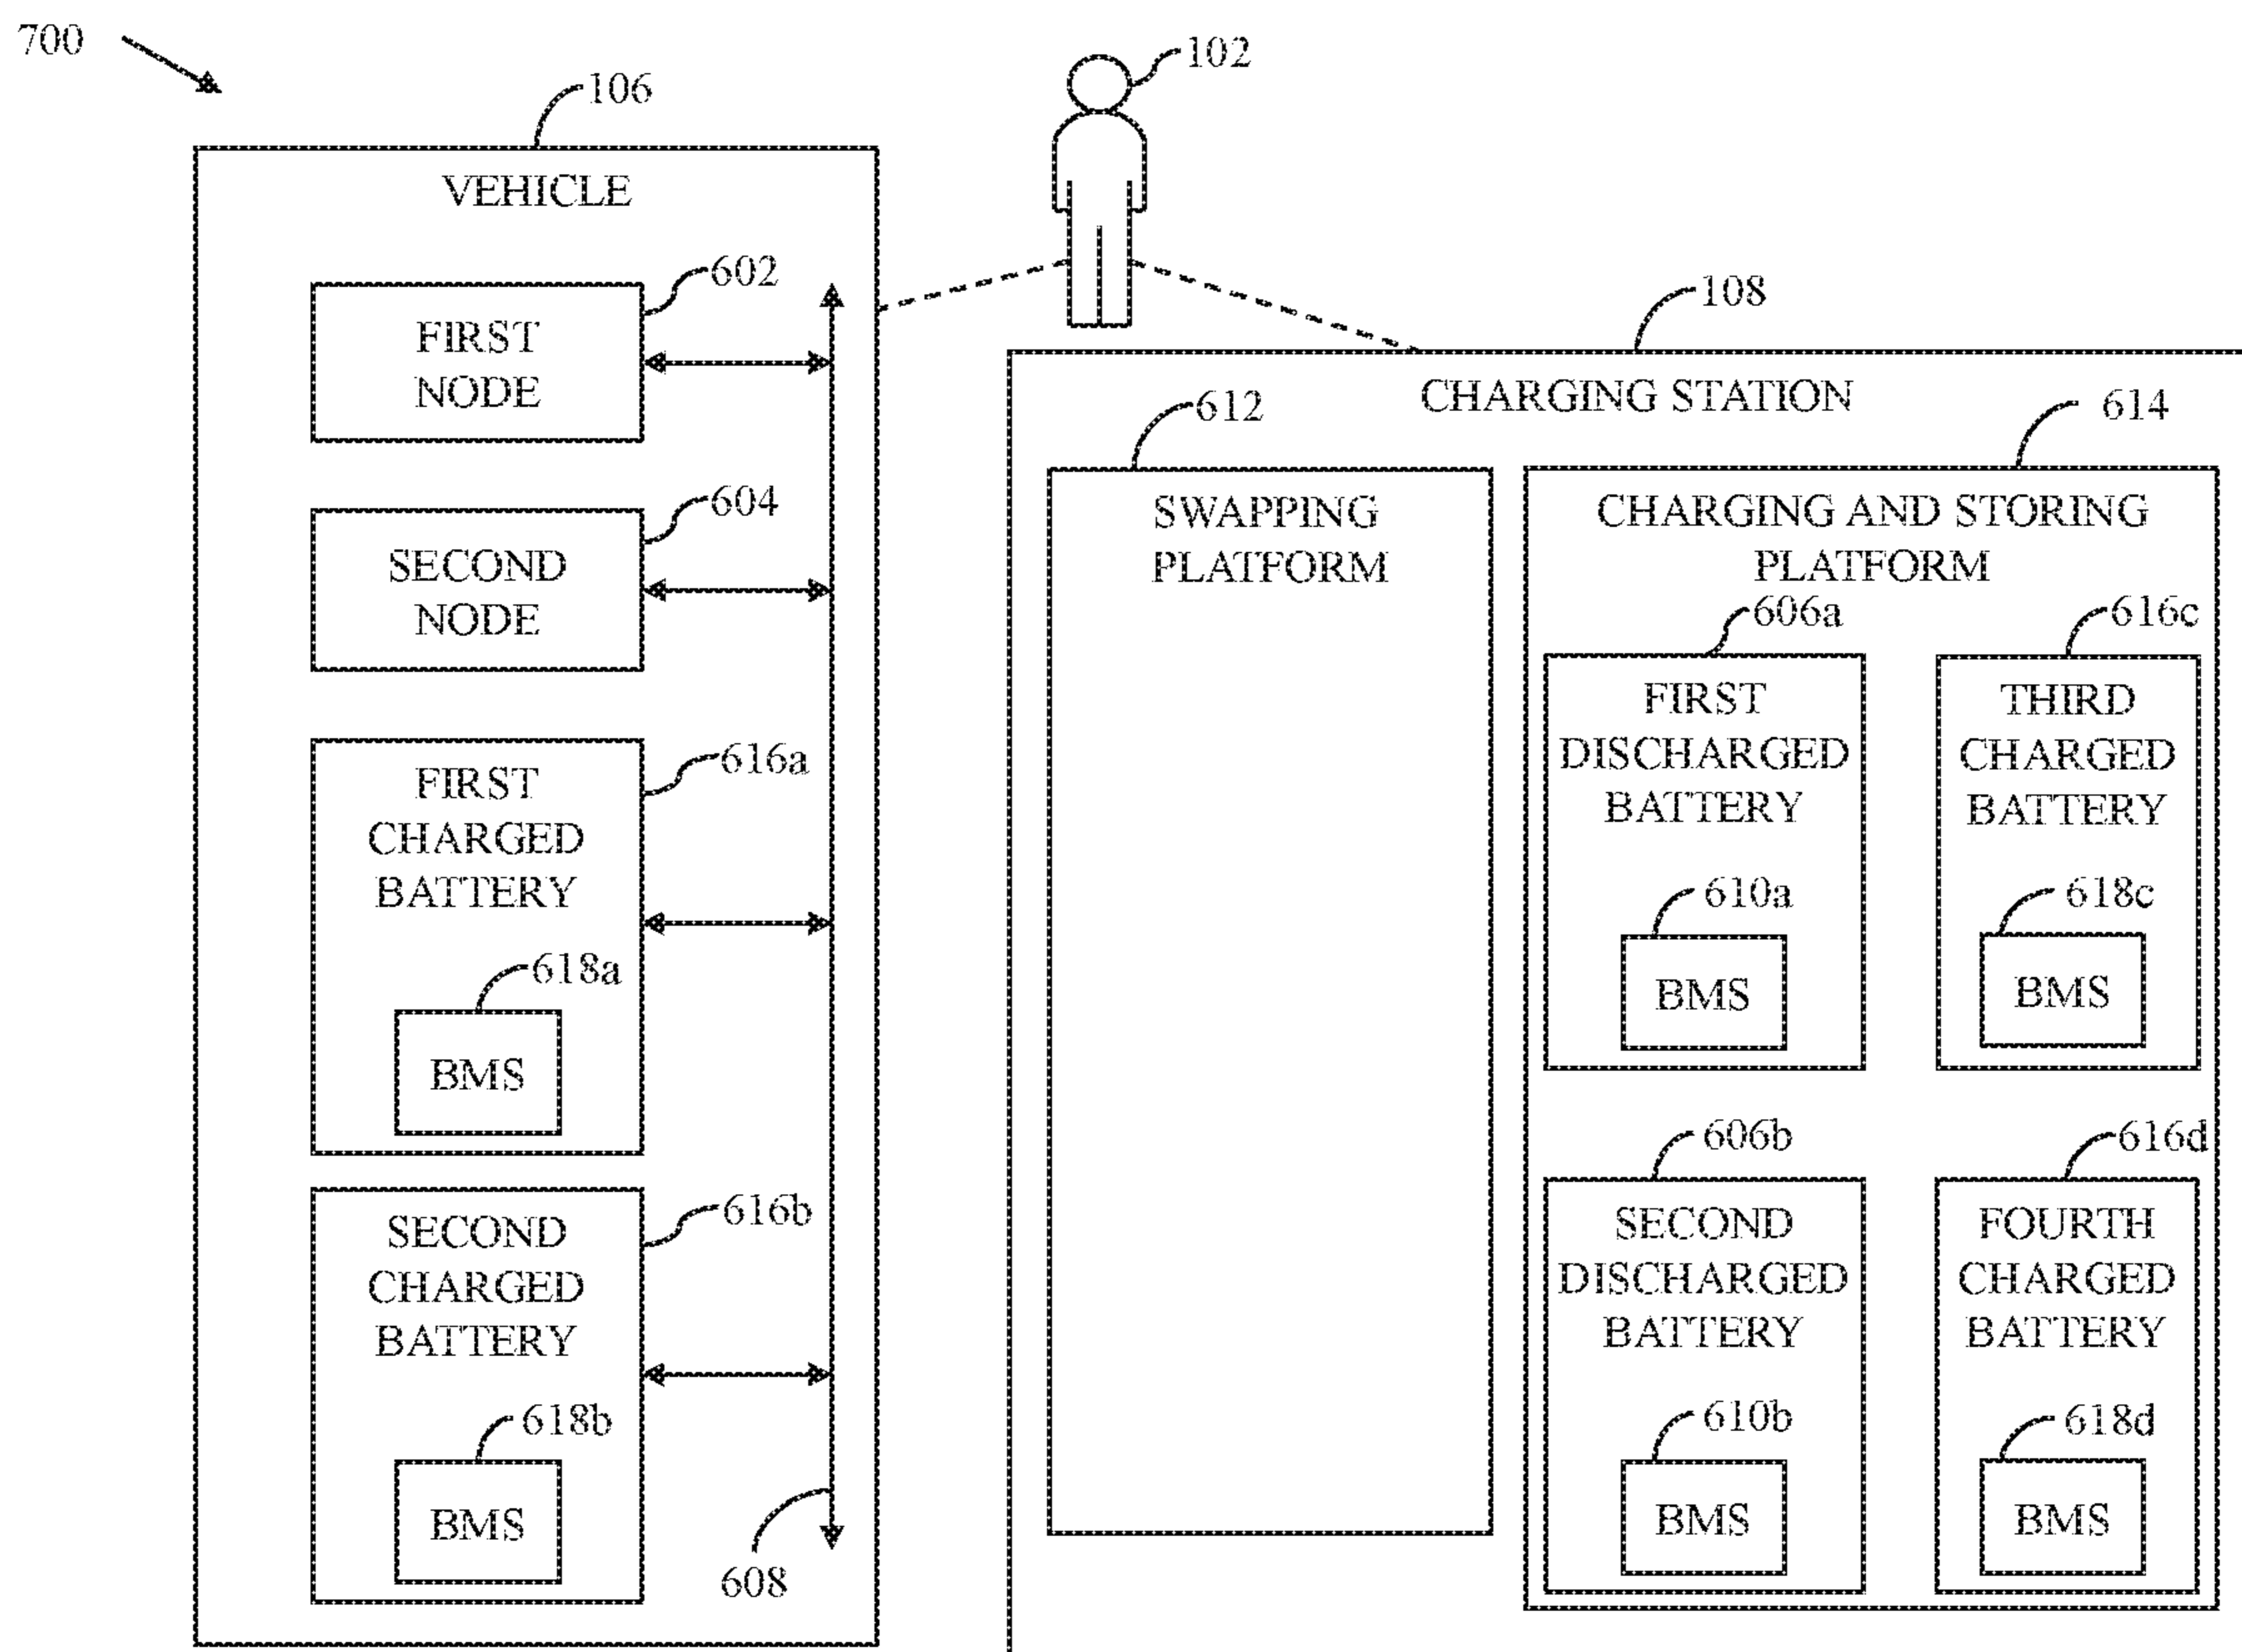 700
102
106
VEHICLE
602
FIRST
NODE
604
SECOND
NODE
616a
FIRST
CHARGED
BATTERY
618a
BMS
616b
SECOND
CHARGED
BATTERY
618b
BMS
608
108
CHARGING STATION
612
SWAPPING
PLATFORM
614
CHARGING AND STORING
PLATFORM
606a
FIRST
DISCHARGED
BATTERY
610a
BMS
616c
THIRD
CHARGED
BATTERY
618c
BMS
606b
SECOND
DISCHARGED
BATTERY
610b
BMS
616d
FOURTH
CHARGED
BATTERY
618d
BMS